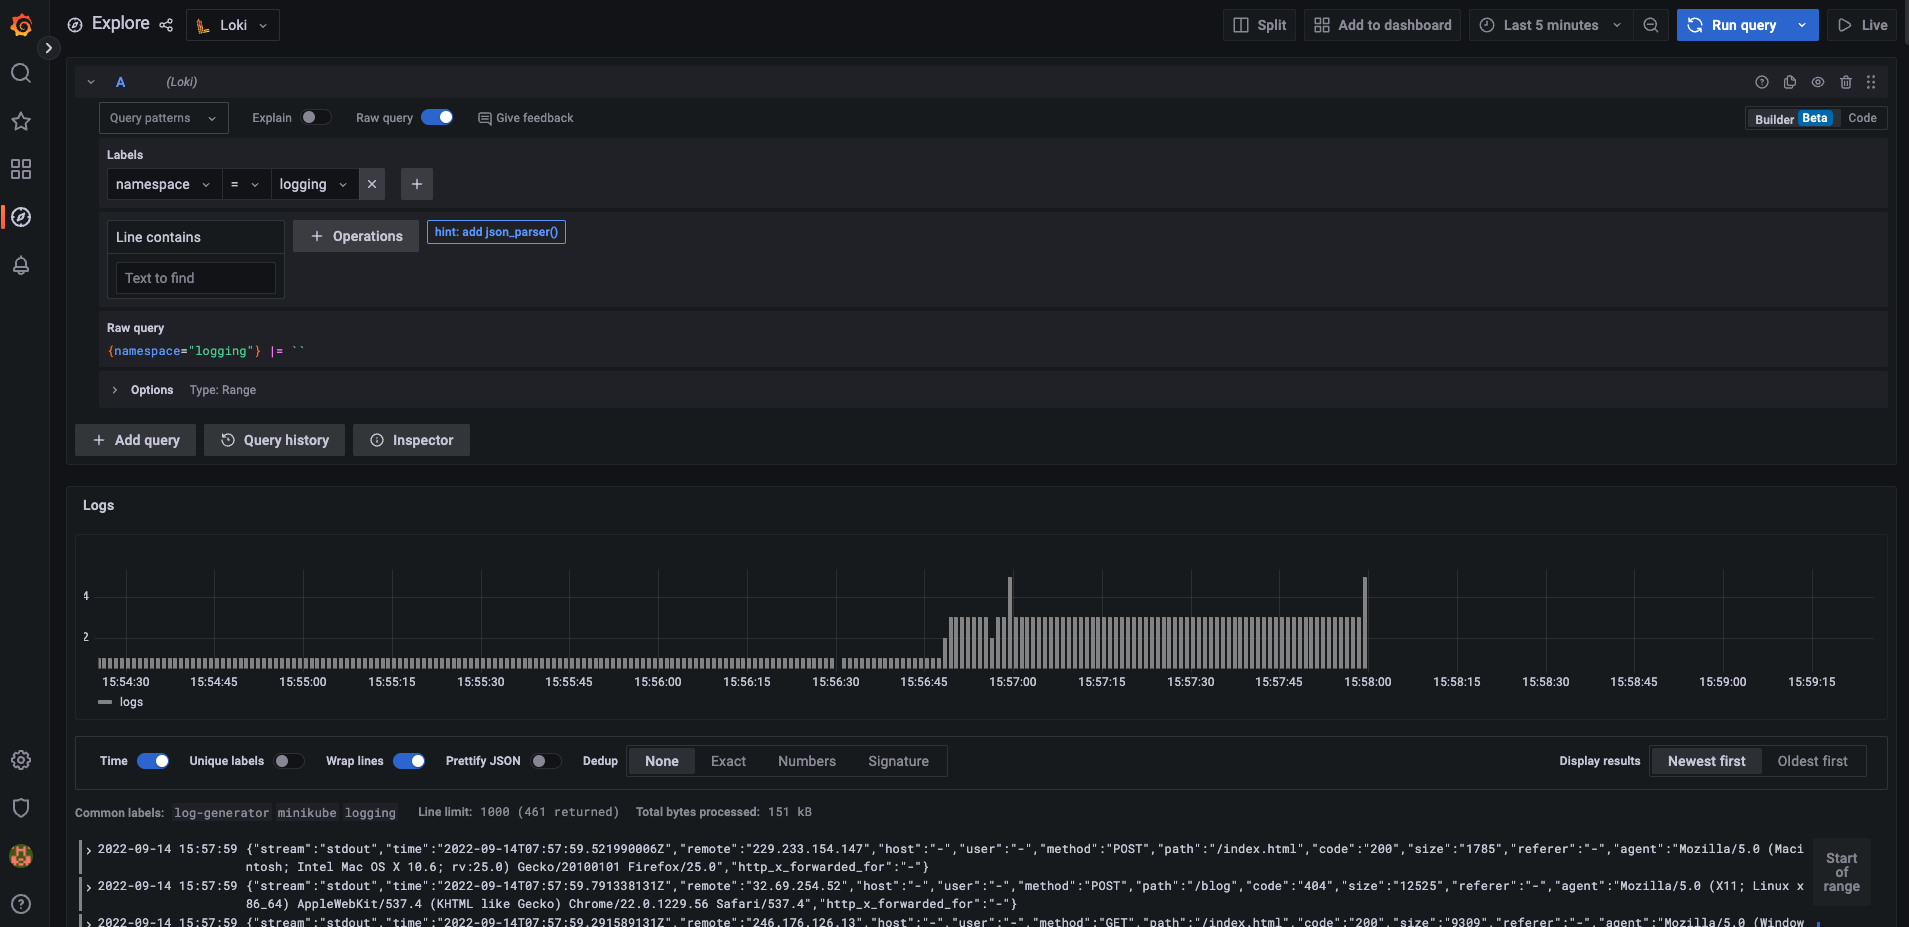 Explore Loki Split Add to dashboard Last 5 minutes Run query Live
A (Loki)
Query patterns Explain Raw query Give feedback Builder Beta Code
Labels
namespace = logging
Line contains + Operations hint: add json_parser()
Text to find
Raw query
{namespace="logging"} |= ``
Options Type: Range
+ Add query Query history Inspector
Logs
4
2
15:54:30 15:54:45 15:55:00 15:55:15 15:55:30 15:55:45 15:56:00 15:56:15 15:56:30 15:56:45 15:57:00 15:57:15 15:57:30 15:57:45 15:58:00 15:58:15 15:58:30 15:58:45 15:59:00 15:59:15
logs
Time Unique labels Wrap lines Prettify JSON Dedup None Exact Numbers Signature Display results Newest first Oldest first
Common labels: log-generator minikube logging Line limit: 1000 (461 returned) Total bytes processed: 151 kB
2022-09-14 15:57:59 {"stream":"stdout","time":"2022-09-14T07:57:59.521990006Z","remote":"229.233.154.147","host":"-","user":"-","method":"POST","path":"/index.html","code":"200","size":"1785","referer":"-","agent":"Mozilla/5.0 (Maci
ntosh; Intel Mac OS X 10.6; rv:25.0) Gecko/20100101 Firefox/25.0","http_x_forwarded_for":"-"}
2022-09-14 15:57:59 {"stream":"stdout","time":"2022-09-14T07:57:59.791338131Z","remote":"32.69.254.52","host":"-","user":"-","method":"POST","path":"/blog","code":"404","size":"12525","referer":"-","agent":"Mozilla/5.0 (X11; Linux x
86_64) AppleWebKit/537.4 (KHTML like Gecko) Chrome/22.0.1229.56 Safari/537.4","http_x_forwarded_for":"-"}
2022-09-14 15:57:59 {"stream":"stdout","time":"2022-09-14T07:57:59.291589131Z","remote":"246.176.126.13","host":"-","user":"-","method":"GET","path":"/index.html","code":"200","size":"9309","referer":"-","agent":"Mozilla/5.0 (Window
Start
of
range